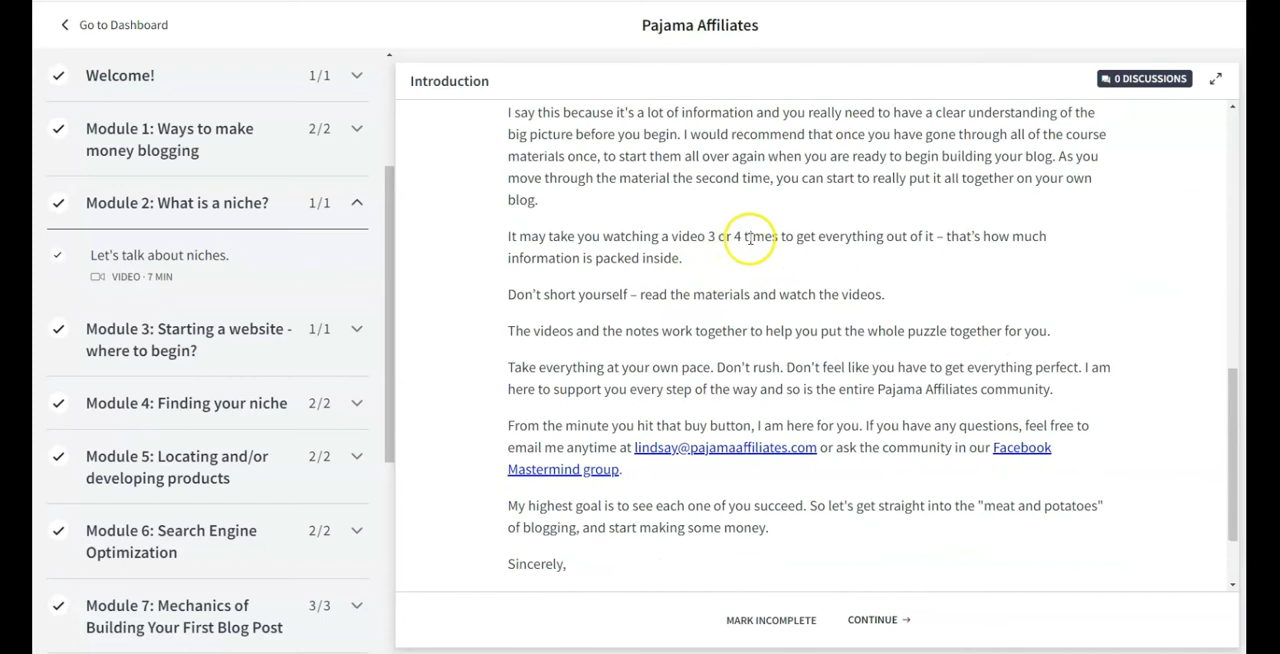 Go to Dashboard
Pajama Affiliates
Welcome!
1/1
Module 1: Ways to make
money blogging
2/2
Module 2: What is a niche?
1/1
Let's talk about niches.
VIDEO · 7 MIN
Module 3: Starting a website -
where to begin?
1/1
Module 4: Finding your niche
2/2
Module 5: Locating and/or
developing products
2/2
Module 6: Search Engine
Optimization
2/2
Module 7: Mechanics of
Building Your First Blog Post
3/3
Introduction
0 DISCUSSIONS
I say this because it's a lot of information and you really need to have a clear understanding of the
big picture before you begin. I would recommend that once you have gone through all of the course
materials once, to start them all over again when you are ready to begin building your blog. As you
move through the material the second time, you can start to really put it all together on your own
blog.
It may take you watching a video 3 or 4 times to get everything out of it – that’s how much
information is packed inside.
Don’t short yourself – read the materials and watch the videos.
The videos and the notes work together to help you put the whole puzzle together for you.
Take everything at your own pace. Don’t rush. Don’t feel like you have to get everything perfect. I am
here to support you every step of the way and so is the entire Pajama Affiliates community.
From the minute you hit that buy button, I am here for you. If you have any questions, feel free to
email me anytime at lindsay@pajamaaffiliates.com or ask the community in our Facebook
Mastermind group.
My highest goal is to see each one of you succeed. So let's get straight into the "meat and potatoes"
of blogging, and start making some money.
Sincerely,
MARK INCOMPLETE
CONTINUE